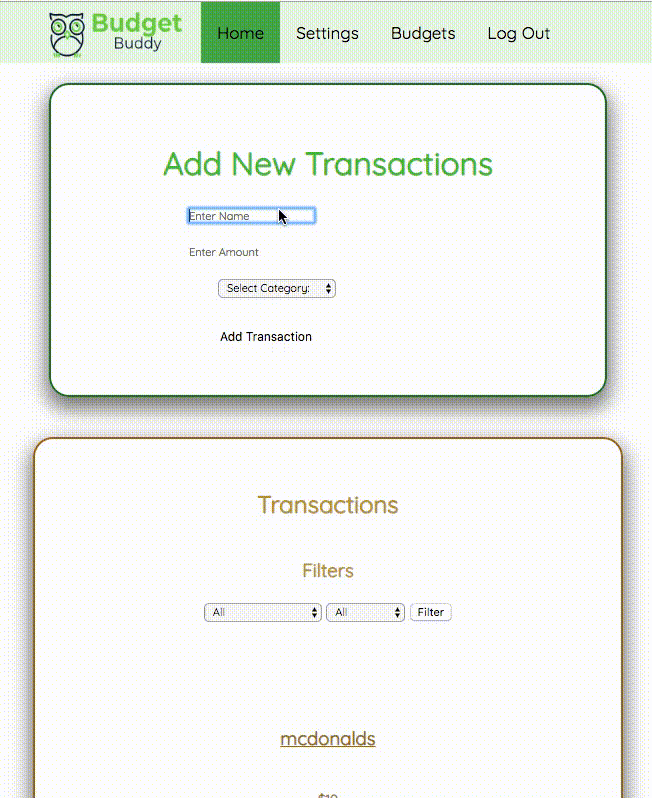 Budget
Buddy
Home Settings Budgets Log Out
Add New Transactions
Enter Name
Enter Amount
Select Category:
Add Transaction
Transactions
Filters
All All Filter
mcdonalds